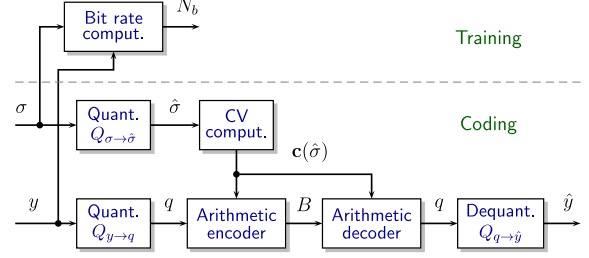 Bit rate
comput.
N_b
Training
σ
Quant.
Q_{σ→σ̂}
σ̂
CV
comput.
Coding
c(σ̂)
y
Quant.
Q_{y→q}
q
Arithmetic
encoder
B
Arithmetic
decoder
q
Dequant.
Q_{q→ŷ}
ŷ